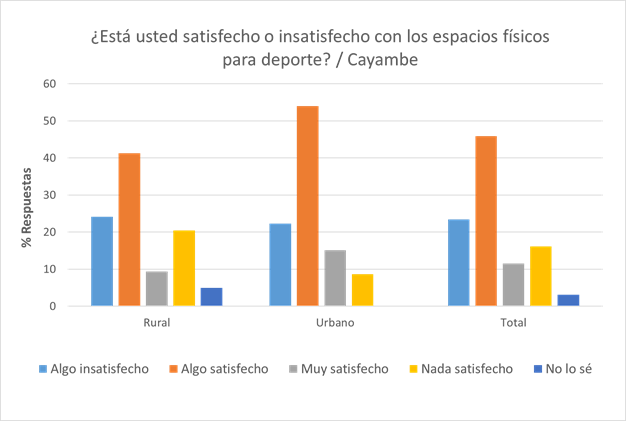 ¿Está usted satisfecho o insatisfecho con los espacios físicos
para deporte? / Cayambe
60
50
40
30
20
10
0
% Respuestas
Rural Urbano Total
Algo insatisfecho Algo satisfecho Muy satisfecho Nada satisfecho No lo sé